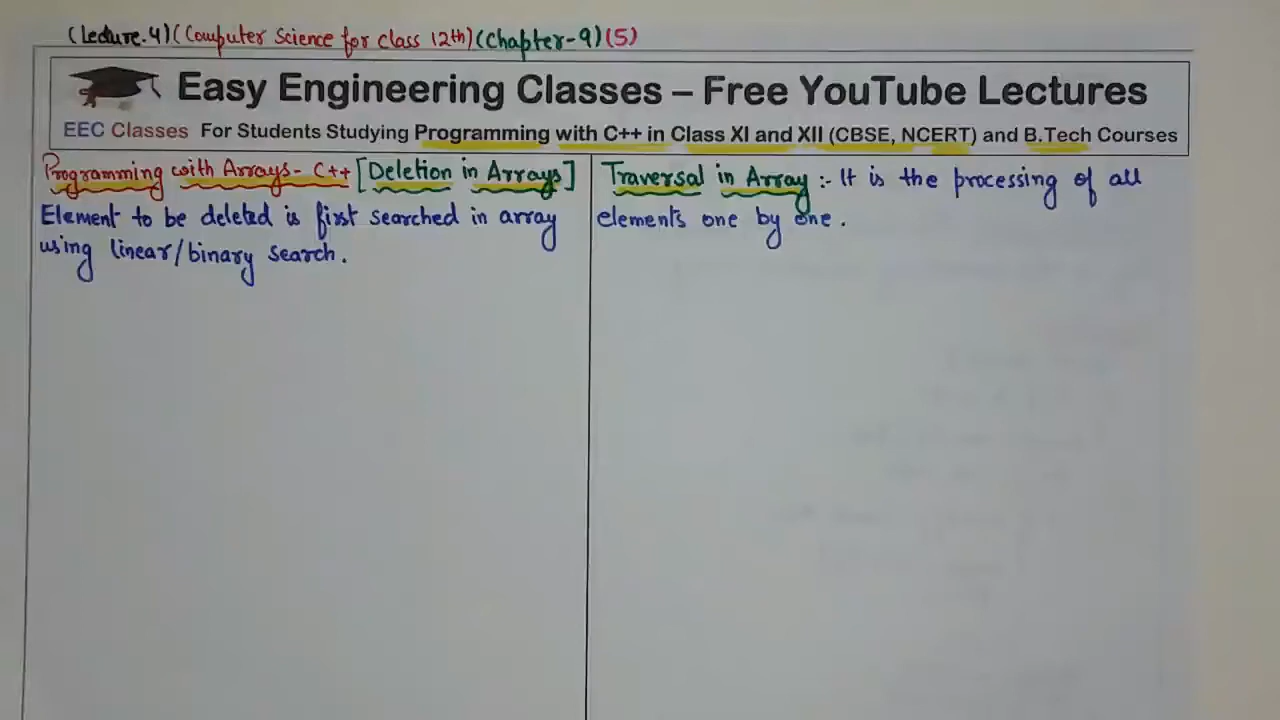 (Lecture-4)(Computer Science for class 12th)(Chapter-9)(5)
Easy Engineering Classes – Free YouTube Lectures
EEC Classes For Students Studying Programming with C++ in Class XI and XII (CBSE, NCERT) and B.Tech Courses
Programming with Arrays- C++ [Deletion in Arrays]
Element to be deleted is first searched in array
using linear/binary search.
Traversal in Array :- It is the processing of all
elements one by one.